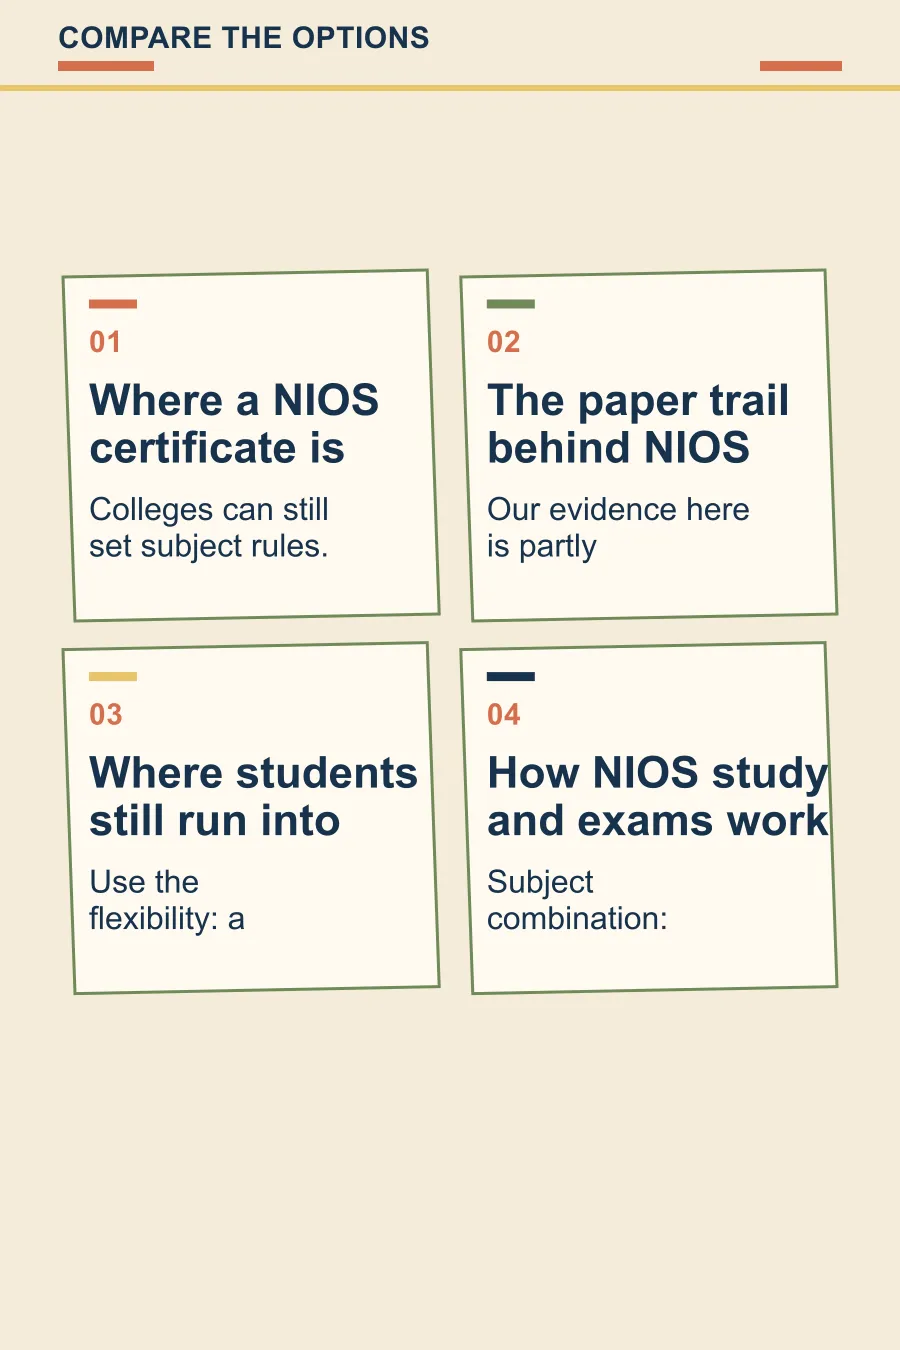 COMPARE THE OPTIONS
01
Where a NIOS
certificate is
Colleges can still
set subject rules.
02
The paper trail
behind NIOS
Our evidence here
is partly
03
Where students
still run into
Use the
flexibility: a
04
How NIOS study
and exams work
Subject
combination: